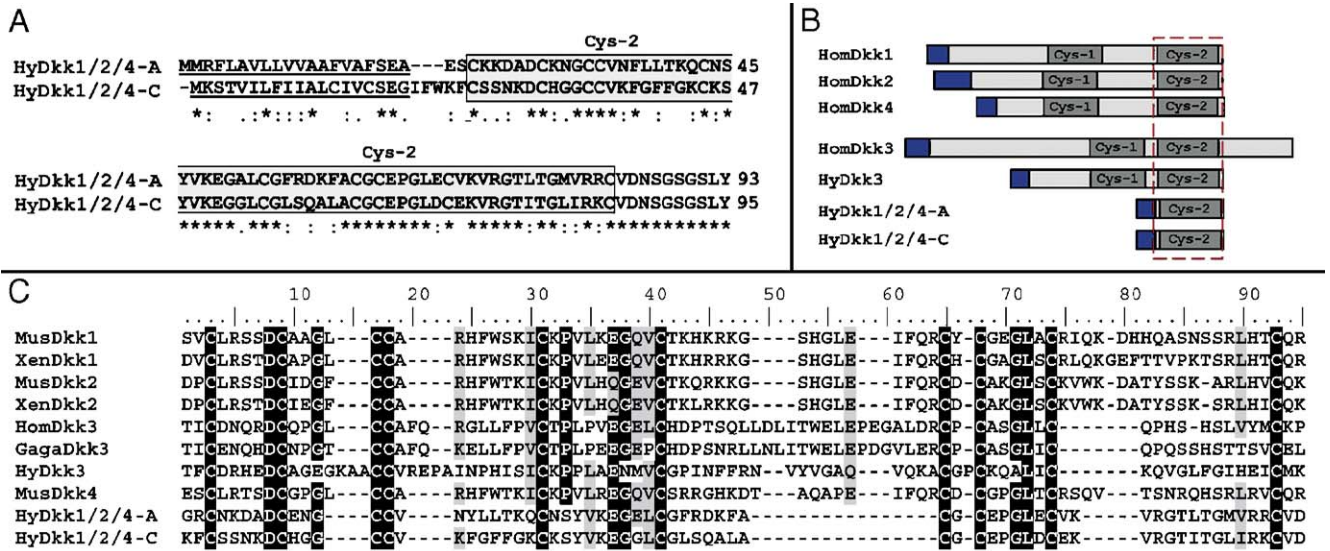 A
Cys-2
HyDkk1/2/4-A MMRFLAVLLVVAAFVAFSEA---ESCKKDADCKNGCCVNFLLTKQCNS 45
HyDkk1/2/4-C -MKSTVILFIIALCIVCSEGIFWKFCSSNKDCHGGCCVKFGFFGKCKS 47
Cys-2
HyDkk1/2/4-A YVKEGALCGFRDKFACGCEPGLECVKVRGTLTGMVRRCVDNSGSGSLY 93
HyDkk1/2/4-C YVKEGGLCGLSQALACGCEPGLDCEKVRGTITGLIRKCVDNSGSGSLY 95
B
HomDkk1 Cys-1 Cys-2
HomDkk2 Cys-1 Cys-2
HomDkk4 Cys-1 Cys-2
HomDkk3 Cys-1 Cys-2
HyDkk3 Cys-1 Cys-2
HyDkk1/2/4-A Cys-2
HyDkk1/2/4-C Cys-2
C
10 20 30 40 50 60 70 80 90
MusDkk1 SVCLRSSDCAAGL---CCA----RHFWSKICKPVLKEGQVCTKHKRKG----SHGLE---IFQRCY-CGEGLACRIQK-DHHQASNSSRLHTCQR
XenDkk1 DVCLRSTDCAPGL---CCA----RHFWSKICKPVLEEGQVCTKHRRKG----SHGLE---IFQRCH-CGAGLSCRLQKGEFTTVPKTSRLHTCQR
MusDkk2 DPCLRSSDCIDGF---CCA----RHFWTKICKPVLHQGEVCTKQRKKG----SHGLE---IFQRCD-CAKGLSCKVWK-DATYSSK-ARLHVCQK
XenDkk2 DPCLRSTDCIEGF---CCA----RHFWTKICKPVLHQGEVCTKLRKKG----SHGLE---IFQRCD-CAKGLSCKVWK-DATYSSK-SRLHICQK
HomDkk3 TICDNQRDCQPGL---CCAFQ--RGLLFPVCTPLPVEGELCHDPTSQLLDLITWELEPEGALDRCP-CASGLLC-------QPHS-HSLVYMCKP
GagaDkk3 TICENQHDCNPGT---CCAFQ--KELLFPVCTPLPEEGEPCHDPSNRLLNLITWELEPDGVLERCP-CASGLIC-------QPQSSHSTTSVCEL
HyDkk3 TFCDRHEDCAGEGKAACCVREPAINPHISICKPPLAENMVCGPINFFRN---VYVGAQ--VQKACGPCKQALIC-------KQVGLFGIHEICMK
MusDkk4 ESCLRTSDCGPGL---CCA----RHFWTKICKPVLREGQVCSRRGHKDT----AQAPE--IFQRCD-CGPGLTCRSQV----TSNRQHSRLRVCQR
HyDkk1/2/4-A GRCNKDADCENG----CCV----NYLLTKQCNSYVKEGELCGFRDKFA----------------CG-CEPGLECVK------VRGTLTGMVRRCVD
HyDkk1/2/4-C KFCSSNKDCHGG----CCV----KFGFFGKCKSYVKEGGLCGLSQALA----------------CG-CEPGLDCEK------VRGTITGLIRKCVD